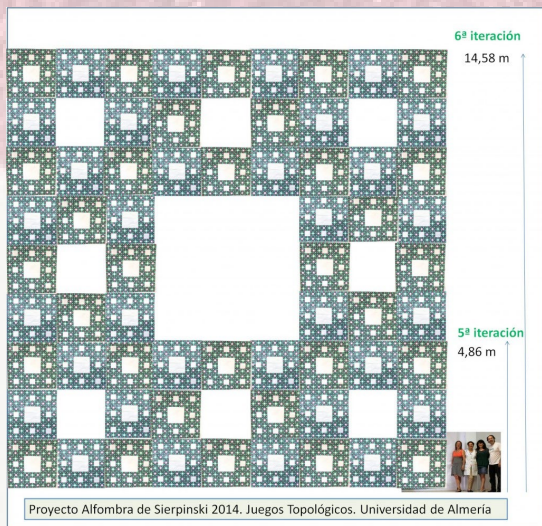 6ª iteración
14,58 m
5ª iteración
4,86 m
Proyecto Alfombra de Sierpinski 2014. Juegos Topológicos. Universidad de Almería